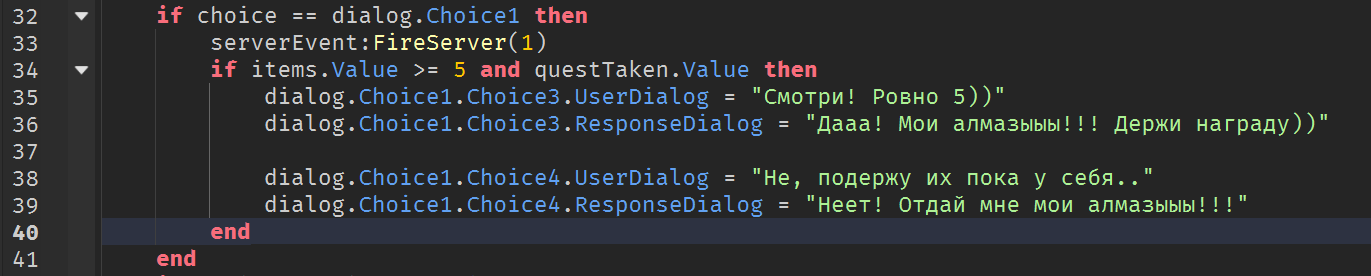 32 if choice == dialog.Choice1 then
33 serverEvent:FireServer(1)
34 if items.Value >= 5 and questTaken.Value then
35 dialog.Choice1.Choice3.UserDialog = "Смотри! Ровно 5))"
36 dialog.Choice1.Choice3.ResponseDialog = "Дааа! Мои алмазыыы!!! Держи награду))"
37
38 dialog.Choice1.Choice4.UserDialog = "Не, подержу их пока у себя.."
39 dialog.Choice1.Choice4.ResponseDialog = "Неет! Отдай мне мои алмазыыы!!!"
40 end
41 end